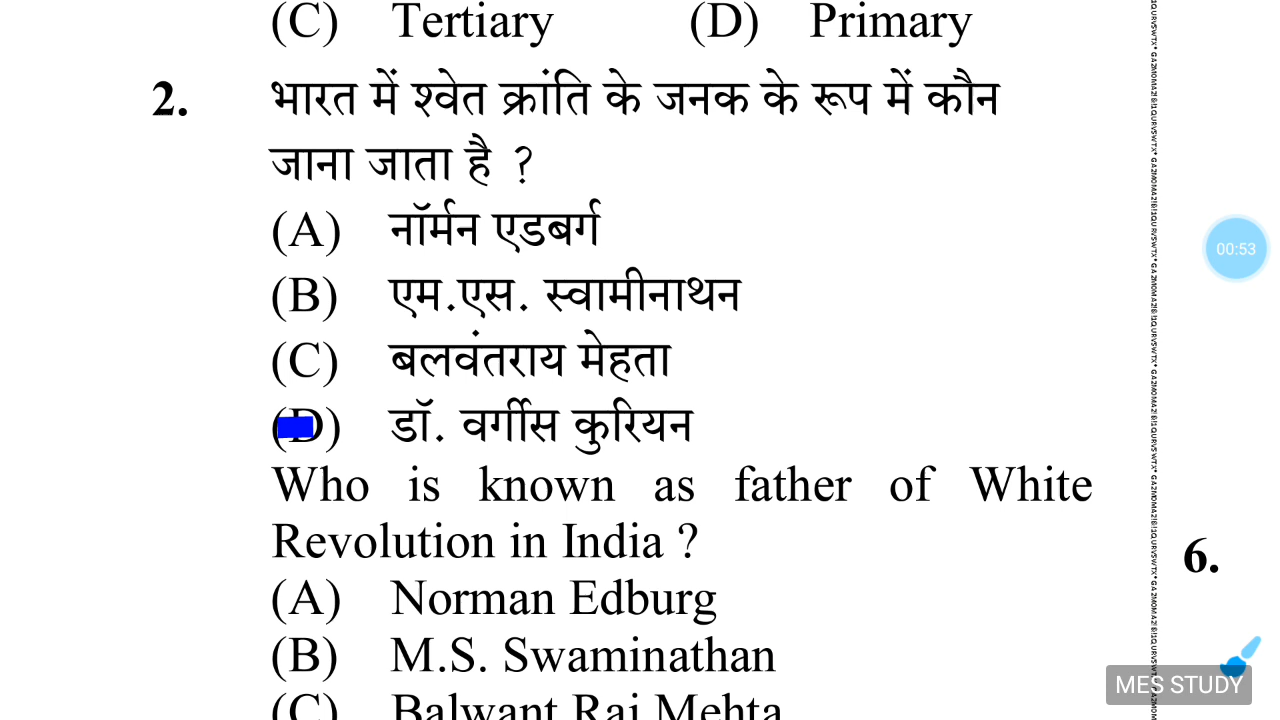 (C) Tertiary (D) Primary
2. भारत में श्वेत क्रांति के जनक के रूप में कौन
जाना जाता है ?
(A) नॉर्मन एडबर्ग
(B) एम.एस. स्वामीनाथन
(C) बलवंतराय मेहता
(D) डॉ. वर्गीस कुरियन
Who is known as father of White
Revolution in India ?
(A) Norman Edburg
(B) M.S. Swaminathan
(C) Balwant Rai Mehta
00:53
6.
MES STUDY